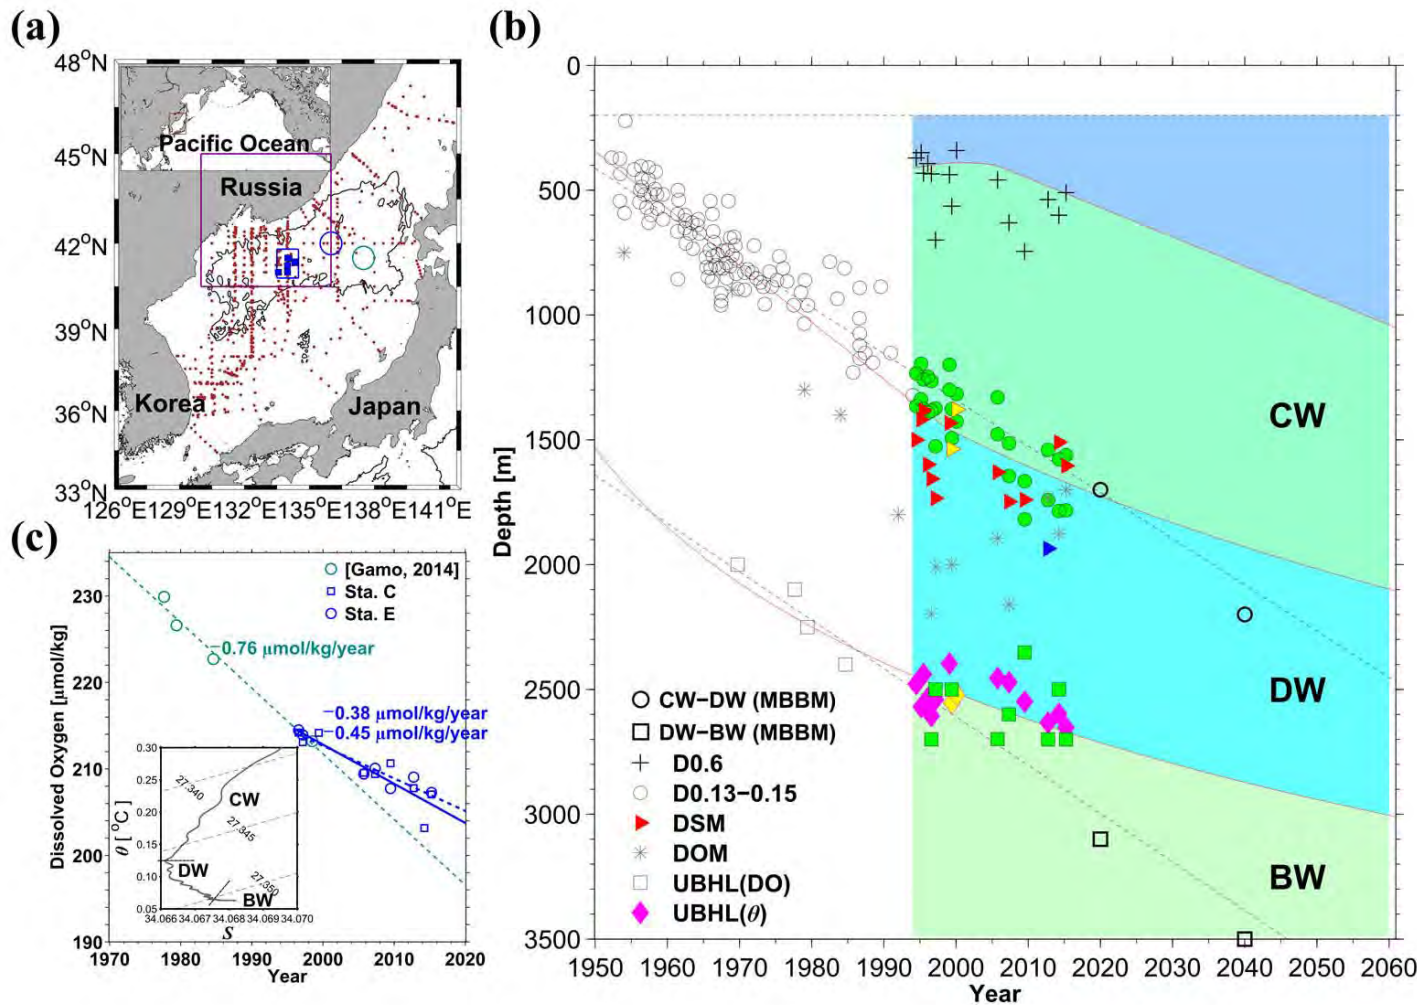 (a)
48°N
45°N
42°N
39°N
36°N
33°N
126°E129°E132°E135°E138°E141°E
Pacific Ocean
Russia
Korea
Japan
(b)
0
500
1000
1500
2000
2500
3000
3500
Depth [m]
1950 1960 1970 1980 1990 2000 2010 2020 2030 2040 2050 2060
Year
CW
DW
BW
CW−DW (MBBM)
DW−BW (MBBM)
D0.6
D0.13−0.15
DSM
DOM
UBHL(DO)
UBHL(θ)
(c)
230
220
210
200
190
Dissolved Oxygen [μmol/kg]
1970 1980 1990 2000 2010 2020
Year
[Gamo, 2014]
Sta. C
Sta. E
−0.76 μmol/kg/year
−0.38 μmol/kg/year
−0.45 μmol/kg/year
0.30
0.25
0.20
0.15
0.10
0.05
θ [°C]
34.066 34.067 34.068 34.069 34.070
S
27.340
27.345
27.350
CW
DW
BW